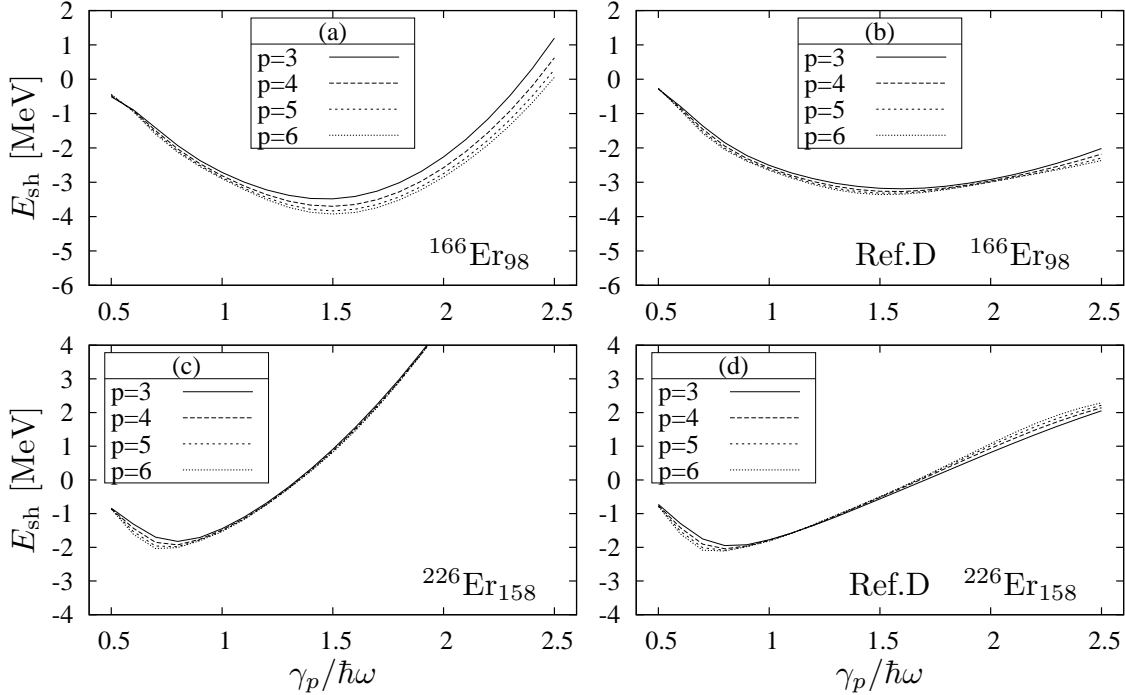 (a)
p=3
p=4
p=5
p=6
2
1
0
-1
-2
-3
-4
-5
-6
E_sh [MeV]
0.5 1 1.5 2 2.5
¹⁶⁶Er₉₈
(b)
p=3
p=4
p=5
p=6
2
1
0
-1
-2
-3
-4
-5
-6
0.5 1 1.5 2 2.5
Ref.D ¹⁶⁶Er₉₈
(c)
p=3
p=4
p=5
p=6
4
3
2
1
0
-1
-2
-3
-4
E_sh [MeV]
0.5 1 1.5 2 2.5
γ_p/ħω
²²⁶Er₁₅₈
(d)
p=3
p=4
p=5
p=6
4
3
2
1
0
-1
-2
-3
-4
0.5 1 1.5 2 2.5
γ_p/ħω
Ref.D ²²⁶Er₁₅₈